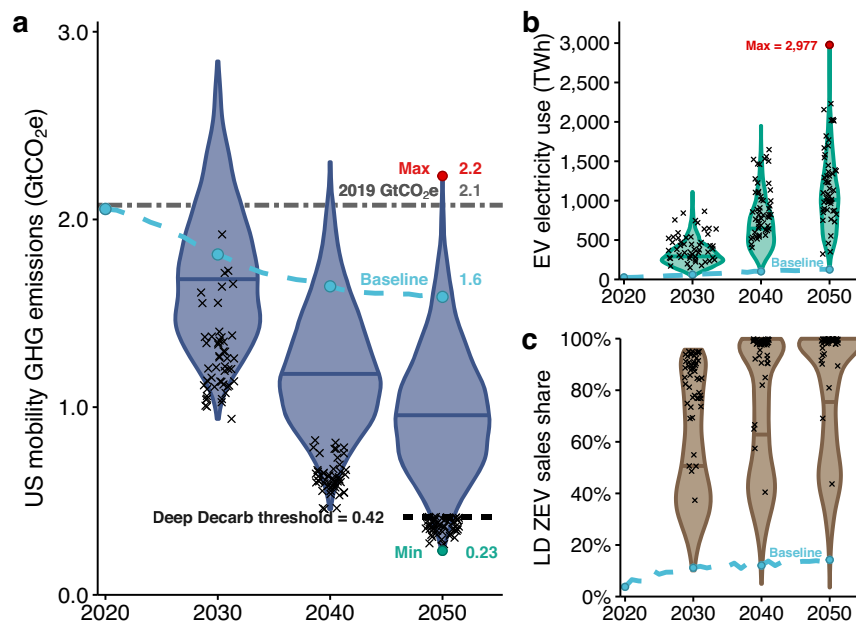 a
US mobility GHG emissions (GtCO₂e)
3.0
2.0
1.0
0.0
2020
2030
2040
2050
Max 2.2
2019 GtCO₂e 2.1
Baseline 1.6
Deep Decarb threshold = 0.42
Min 0.23
b
EV electricity use (TWh)
3,000
2,500
2,000
1,500
1,000
500
0
Max = 2,977
Baseline
2020
2030
2040
2050
c
LD ZEV sales share
100%
80%
60%
40%
20%
0%
Baseline
2020
2030
2040
2050